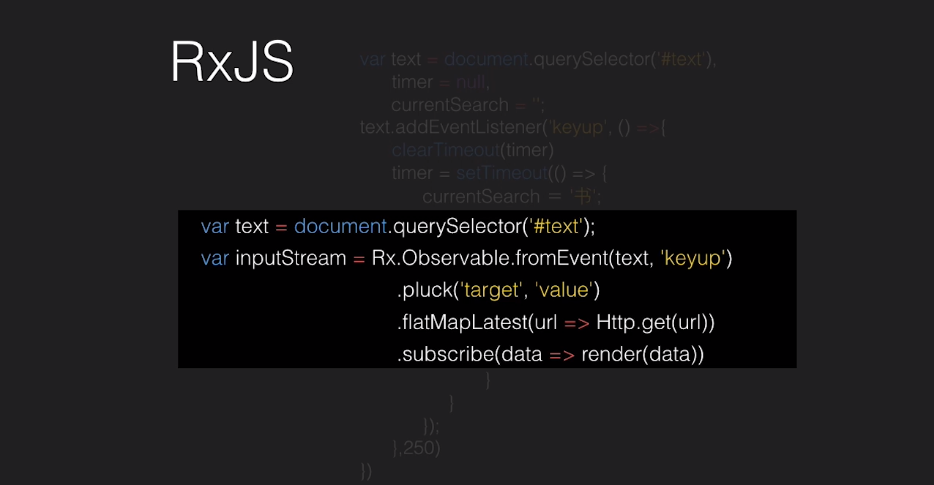 RxJS
var text = document.querySelector('#text'),
timer = null,
currentSearch = '';
text.addEventListener('keyup', () =>{
clearTimeout(timer)
timer = setTimeout(() => {
currentSearch = '书';
var text = document.querySelector('#text');
var inputStream = Rx.Observable.fromEvent(text, 'keyup')
.pluck('target', 'value')
.flatMapLatest(url => Http.get(url))
.subscribe(data => render(data))
}
}
});
},250)
})